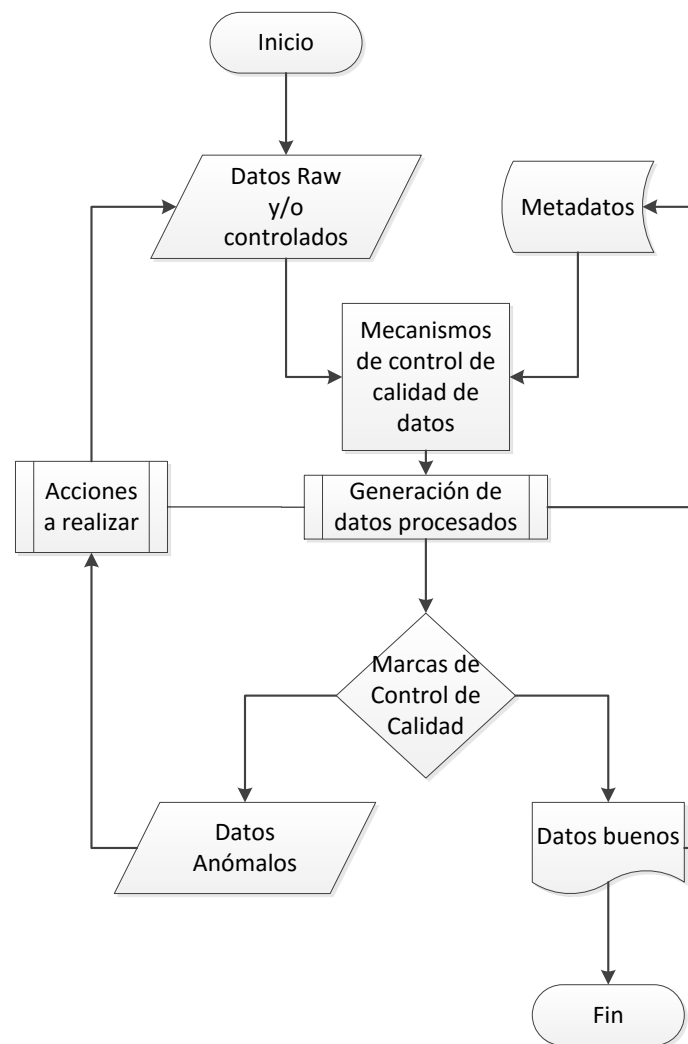 Inicio
Datos Raw
y/o
controlados
Metadatos
Mecanismos
de control de
calidad de
datos
Acciones
a realizar
Generación de
datos procesados
Marcas de
Control de
Calidad
Datos
Anómalos
Datos buenos
Fin